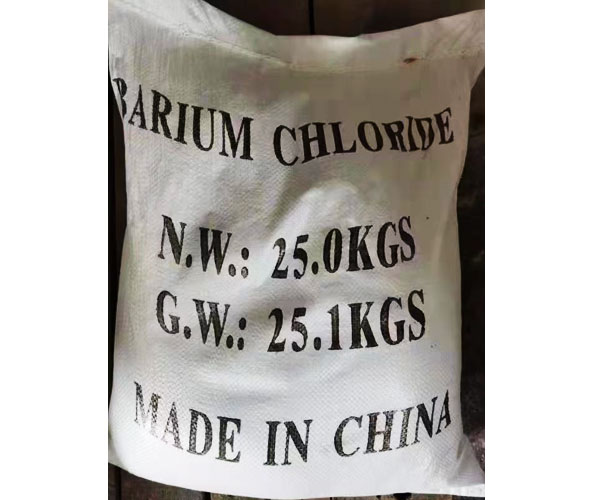 BARIUM CHLORIDE
N.W.: 25.0KGS
G.W.: 25.1KGS
MADE IN CHINA